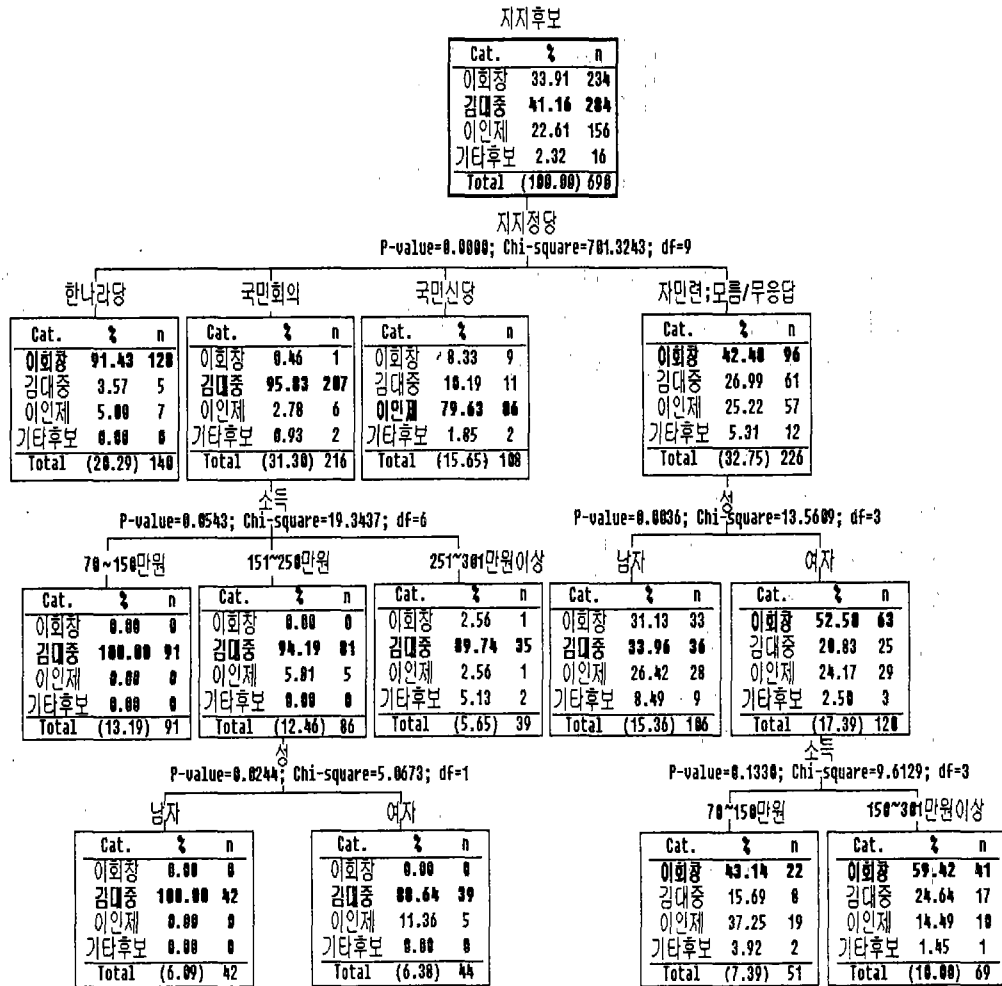 지지후보
Cat. % n
이회창 33.91 234
김대중 41.16 284
이인제 22.61 156
기타후보 2.32 16
Total (100.00) 690
지지정당
P-value=0.0000; Chi-square=701.3243; df=9
한나라당
Cat. % n
이회창 91.43 128
김대중 3.57 5
이인제 5.00 7
기타후보 0.00 0
Total (20.29) 140
국민회의
Cat. % n
이회창 0.46 1
김대중 95.83 207
이인제 2.78 6
기타후보 0.93 2
Total (31.30) 216
국민신당
Cat. % n
이회창 8.33 9
김대중 10.19 11
이인제 79.63 86
기타후보 1.85 2
Total (15.65) 108
자민련;모름/무응답
Cat. % n
이회창 42.48 96
김대중 26.99 61
이인제 25.22 57
기타후보 5.31 12
Total (32.75) 226
소득
P-value=0.0543; Chi-square=19.3437; df=6
성
P-value=0.0036; Chi-square=13.5609; df=3
70~150만원
Cat. % n
이회창 0.00 0
김대중 100.00 91
이인제 0.00 0
기타후보 0.00 0
Total (13.19) 91
151~250만원
Cat. % n
이회창 0.00 0
김대중 94.19 81
이인제 5.81 5
기타후보 0.00 0
Total (12.46) 86
251~301만원이상
Cat. % n
이회창 2.56 1
김대중 89.74 35
이인제 2.56 1
기타후보 5.13 2
Total (5.65) 39
남자
Cat. % n
이회창 31.13 33
김대중 33.96 36
이인제 26.42 28
기타후보 8.49 9
Total (15.36) 106
여자
Cat. % n
이회창 52.50 63
김대중 20.83 25
이인제 24.17 29
기타후보 2.50 3
Total (17.39) 120
성
P-value=0.0244; Chi-square=5.0673; df=1
소득
P-value=0.1330; Chi-square=9.6129; df=3
남자
Cat. % n
이회창 0.00 0
김대중 100.00 42
이인제 0.00 0
기타후보 0.00 0
Total (6.09) 42
여자
Cat. % n
이회창 0.00 0
김대중 88.64 39
이인제 11.36 5
기타후보 0.00 0
Total (6.38) 44
70~150만원
Cat. % n
이회창 43.14 22
김대중 15.69 8
이인제 37.25 19
기타후보 3.92 2
Total (7.39) 51
150~301만원이상
Cat. % n
이회창 59.42 41
김대중 24.64 17
이인제 14.49 10
기타후보 1.45 1
Total (10.00) 69